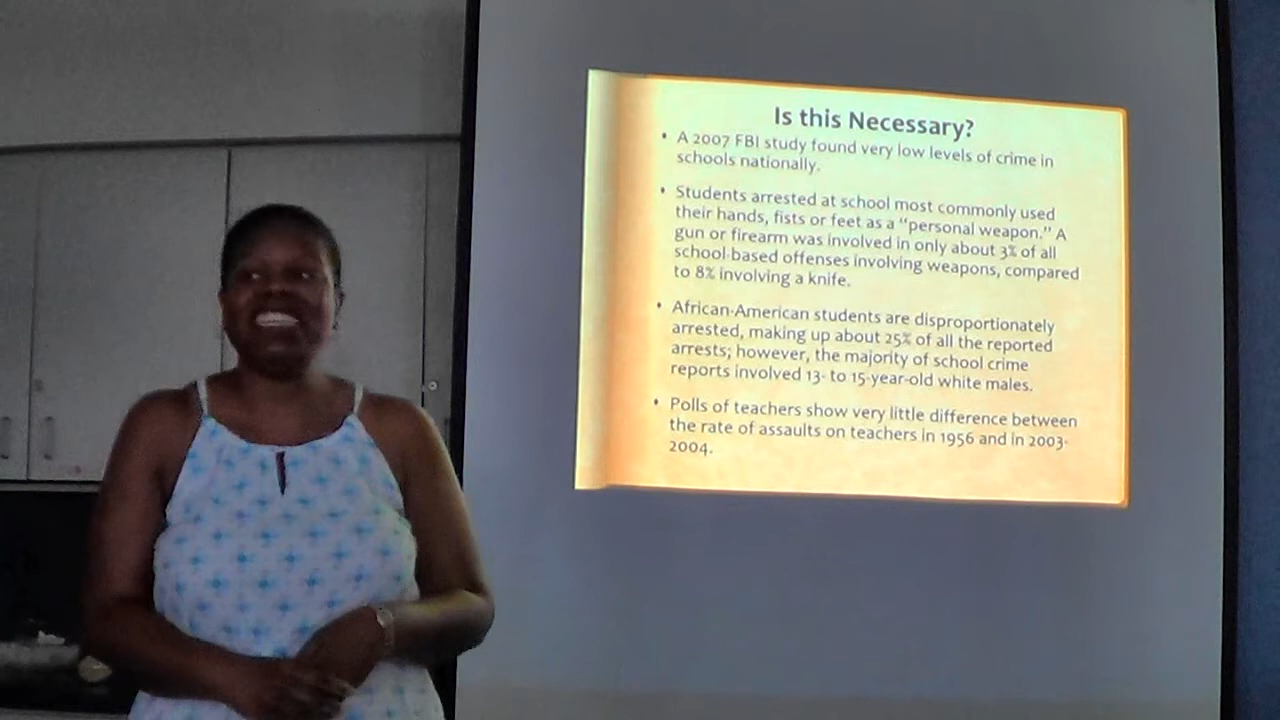 Is this Necessary?
• A 2007 FBI study found very low levels of crime in
schools nationally.
• Students arrested at school most commonly used
their hands, fists or feet as a “personal weapon.” A
gun or firearm was involved in only about 3% of all
school-based offenses involving weapons, compared
to 8% involving a knife.
• African-American students are disproportionately
arrested, making up about 25% of all the reported
arrests; however, the majority of school crime
reports involved 13- to 15-year-old white males.
• Polls of teachers show very little difference between
the rate of assaults on teachers in 1956 and in 2003-
2004.